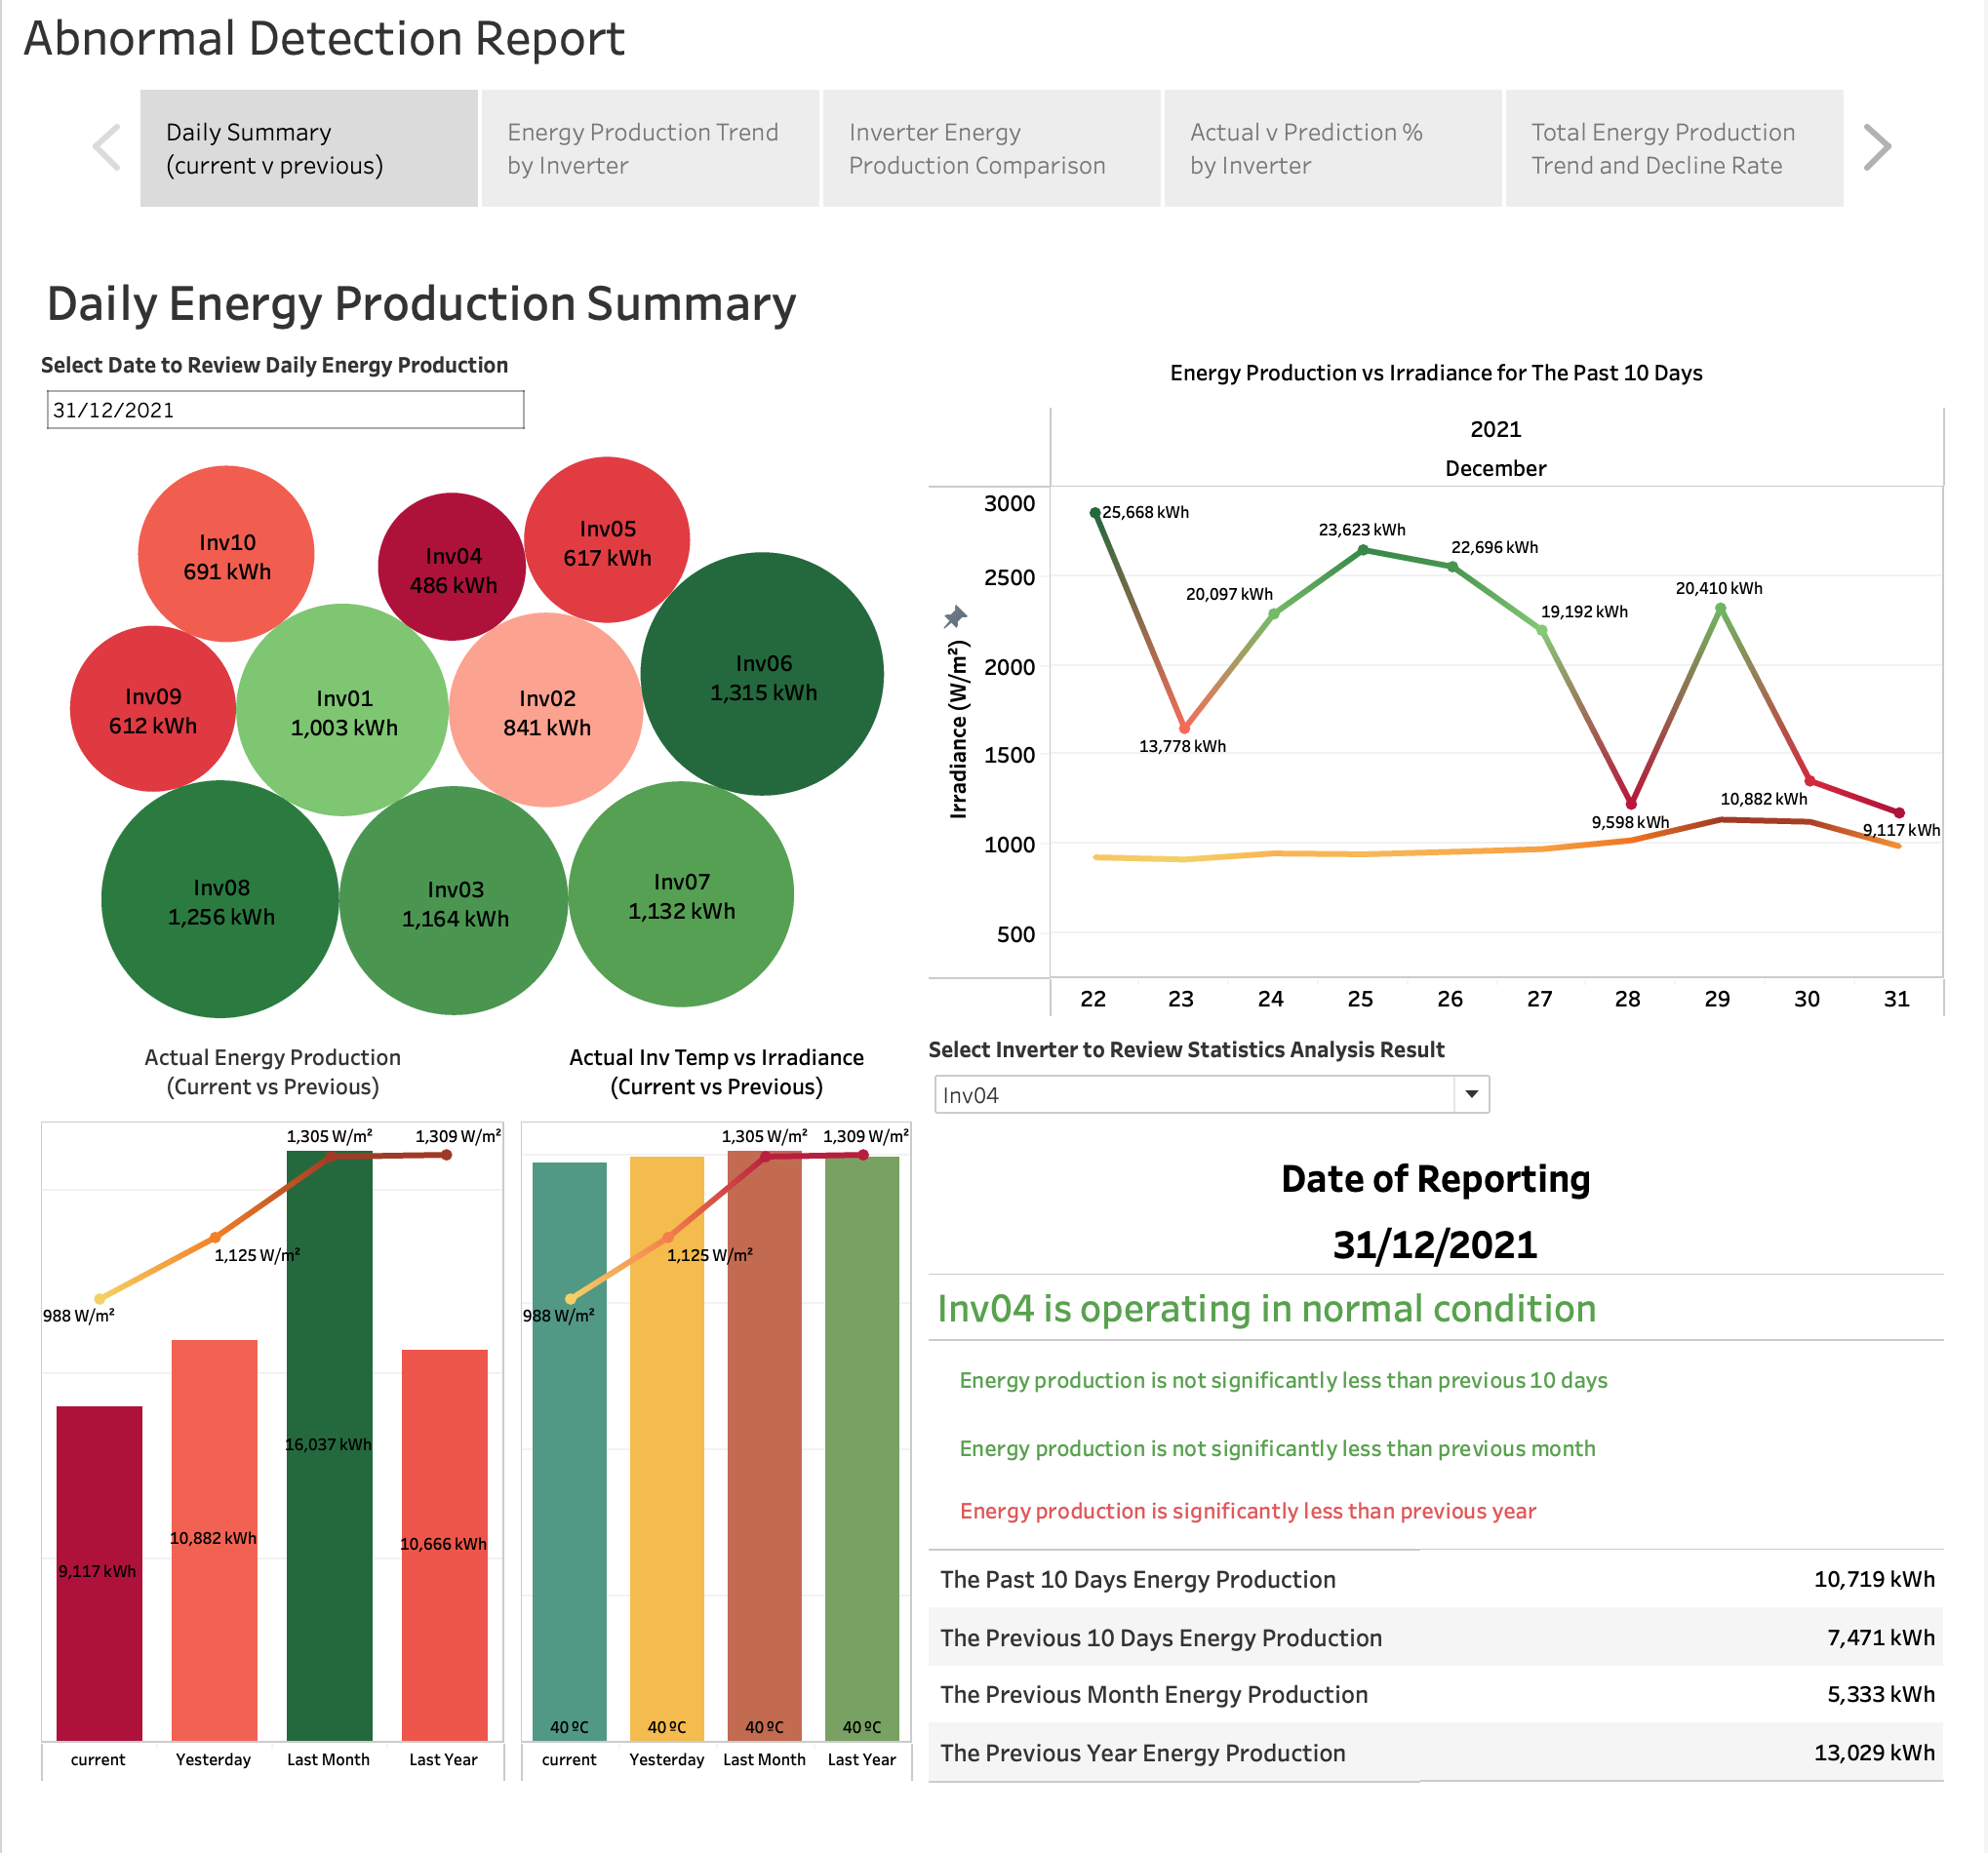 Abnormal Detection Report
Daily Summary
(current v previous)
Energy Production Trend
by Inverter
Inverter Energy
Production Comparison
Actual v Prediction %
by Inverter
Total Energy Production
Trend and Decline Rate
Daily Energy Production Summary
Select Date to Review Daily Energy Production
31/12/2021
Inv10
691 kWh
Inv04
486 kWh
Inv05
617 kWh
Inv06
1,315 kWh
Inv09
612 kWh
Inv01
1,003 kWh
Inv02
841 kWh
Inv08
1,256 kWh
Inv03
1,164 kWh
Inv07
1,132 kWh
Energy Production vs Irradiance for The Past 10 Days
2021
December
Irradiance (W/m²)
3000
2500
2000
1500
1000
500
25,668 kWh
13,778 kWh
20,097 kWh
23,623 kWh
22,696 kWh
19,192 kWh
9,598 kWh
20,410 kWh
10,882 kWh
9,117 kWh
22 23 24 25 26 27 28 29 30 31
Actual Energy Production
(Current vs Previous)
988 W/m²
1,125 W/m²
1,305 W/m²
1,309 W/m²
9,117 kWh
10,882 kWh
16,037 kWh
10,666 kWh
current Yesterday Last Month Last Year
Actual Inv Temp vs Irradiance
(Current vs Previous)
988 W/m²
1,125 W/m²
1,305 W/m²
1,309 W/m²
40 ºC 40 ºC 40 ºC 40 ºC
current Yesterday Last Month Last Year
Select Inverter to Review Statistics Analysis Result
Inv04
Date of Reporting
31/12/2021
Inv04 is operating in normal condition
Energy production is not significantly less than previous 10 days
Energy production is not significantly less than previous month
Energy production is significantly less than previous year
The Past 10 Days Energy Production 10,719 kWh
The Previous 10 Days Energy Production 7,471 kWh
The Previous Month Energy Production 5,333 kWh
The Previous Year Energy Production 13,029 kWh